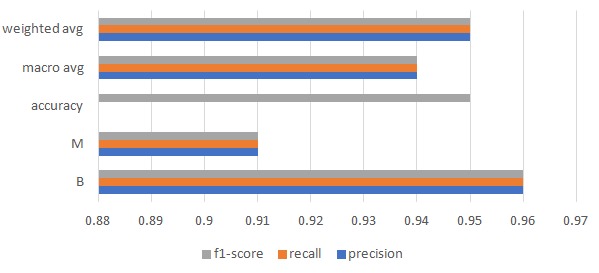 weighted avg
macro avg
accuracy
M
B
0.88 0.89 0.9 0.91 0.92 0.93 0.94 0.95 0.96 0.97
f1-score recall precision